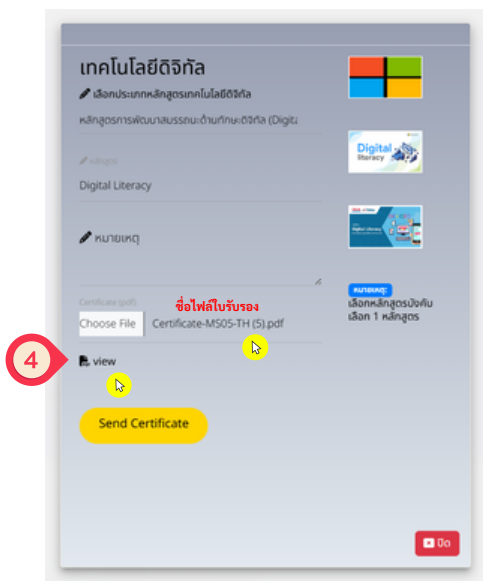 เทคโนโลยีดิจิทัล
เลือกประเภทหลักสูตรเทคโนโลยีดิจิทัล
หลักสูตรการพัฒนาสมรรถนะด้านทักษะดิจิทัล (Digita
หลักสูตร
Digital Literacy
หมายเหตุ
Certificate (pdf)
ชื่อไฟล์ใบรับรอง
Choose File Certificate-MS05-TH (5).pdf
4
view
Send Certificate
Digital
literacy
หมายเหตุ:
เลือกหลักสูตรบังคับ
เลือก 1 หลักสูตร
ปิด